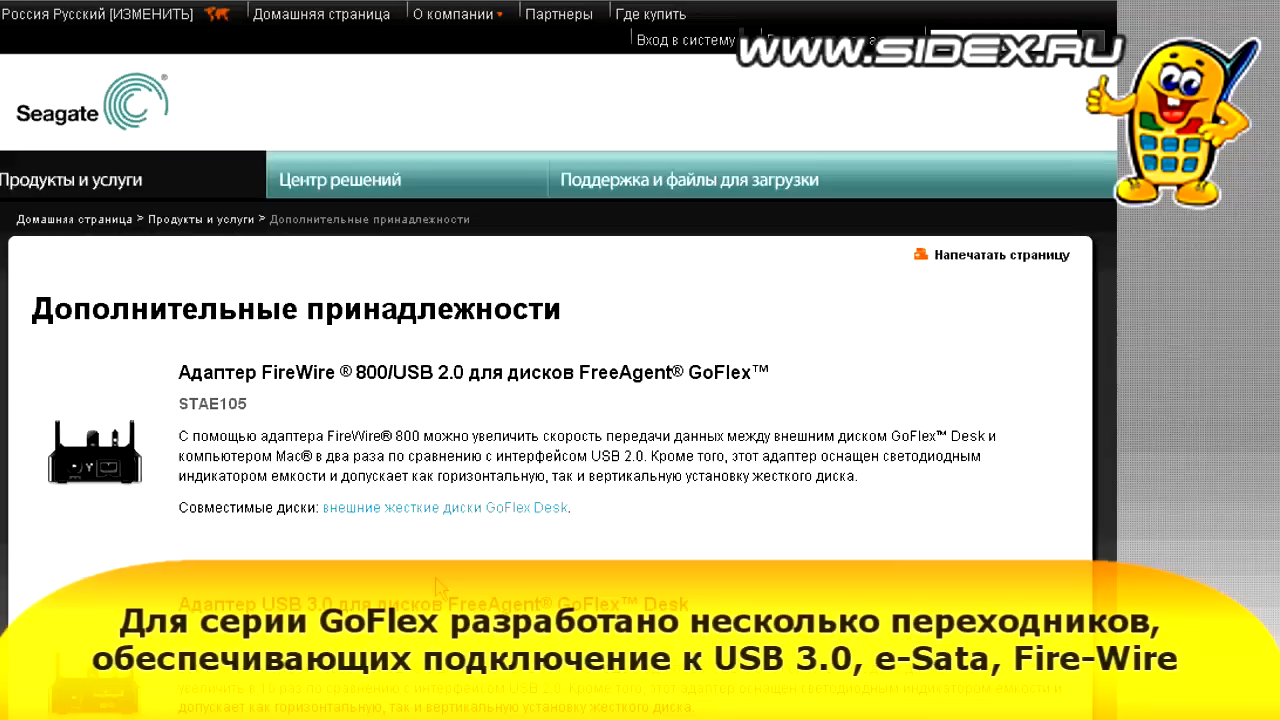 Россия Русский [ИЗМЕНИТЬ]
Домашняя страница
О компании
Партнеры
Где купить
Вход в систему
www.sidex.ru
Seagate
Продукты и услуги
Центр решений
Поддержка и файлы для загрузки
Домашняя страница > Продукты и услуги > Дополнительные принадлежности
Напечатать страницу
Дополнительные принадлежности
Адаптер FireWire ® 800/USB 2.0 для дисков FreeAgent® GoFlex™
STAE105
С помощью адаптера FireWire® 800 можно увеличить скорость передачи данных между внешним диском GoFlex™ Desk и
компьютером Mac® в два раза по сравнению с интерфейсом USB 2.0. Кроме того, этот адаптер оснащен светодиодным
индикатором емкости и допускает как горизонтальную, так и вертикальную установку жесткого диска.
Совместимые диски: внешние жесткие диски GoFlex Desk.
Адаптер USB 3.0 для дисков FreeAgent® GoFlex™ Desk
Для серии GoFlex разработано несколько переходников,
обеспечивающих подключение к USB 3.0, e-Sata, Fire-Wire
увеличить в 10 раз по сравнению с интерфейсом USB 2.0. Кроме того, этот адаптер оснащен светодиодным индикатором емкости и
допускает как горизонтальную, так и вертикальную установку жесткого диска.